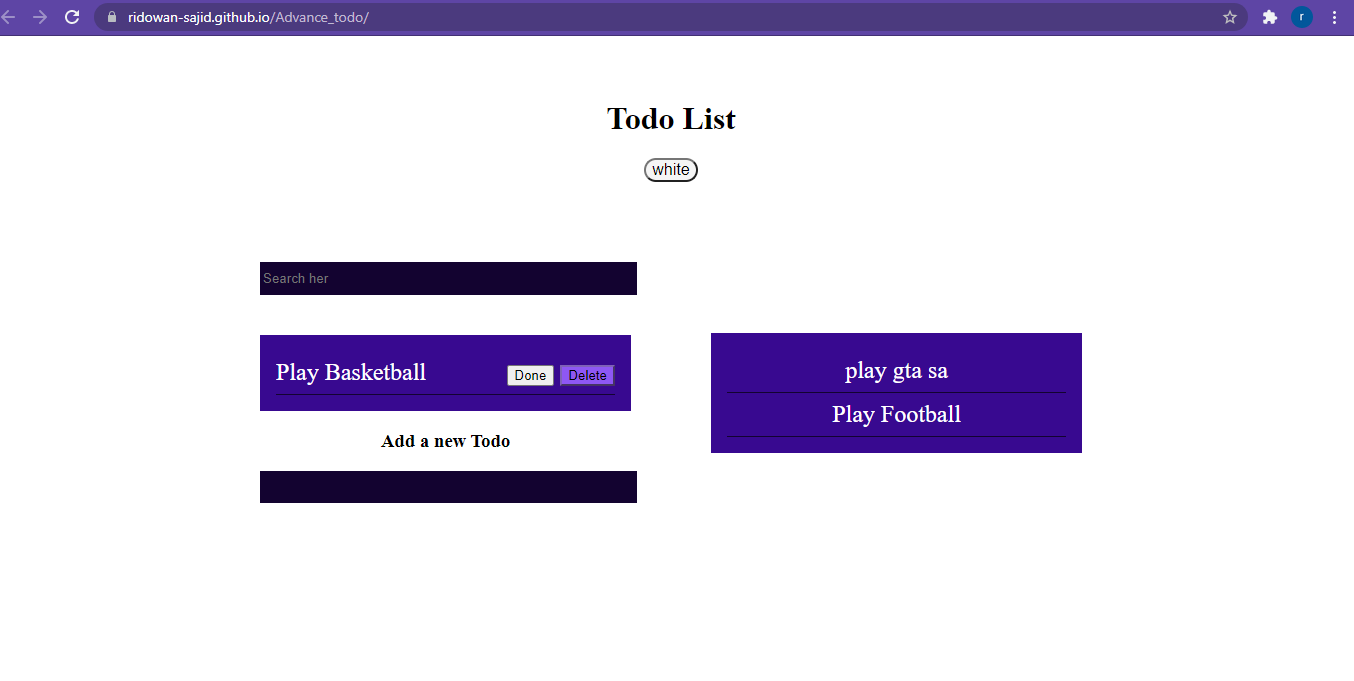 ridowan-sajid.github.io/Advance_todo/
r
Todo List
white
Search her
Play Basketball Done Delete
Add a new Todo
play gta sa
Play Football